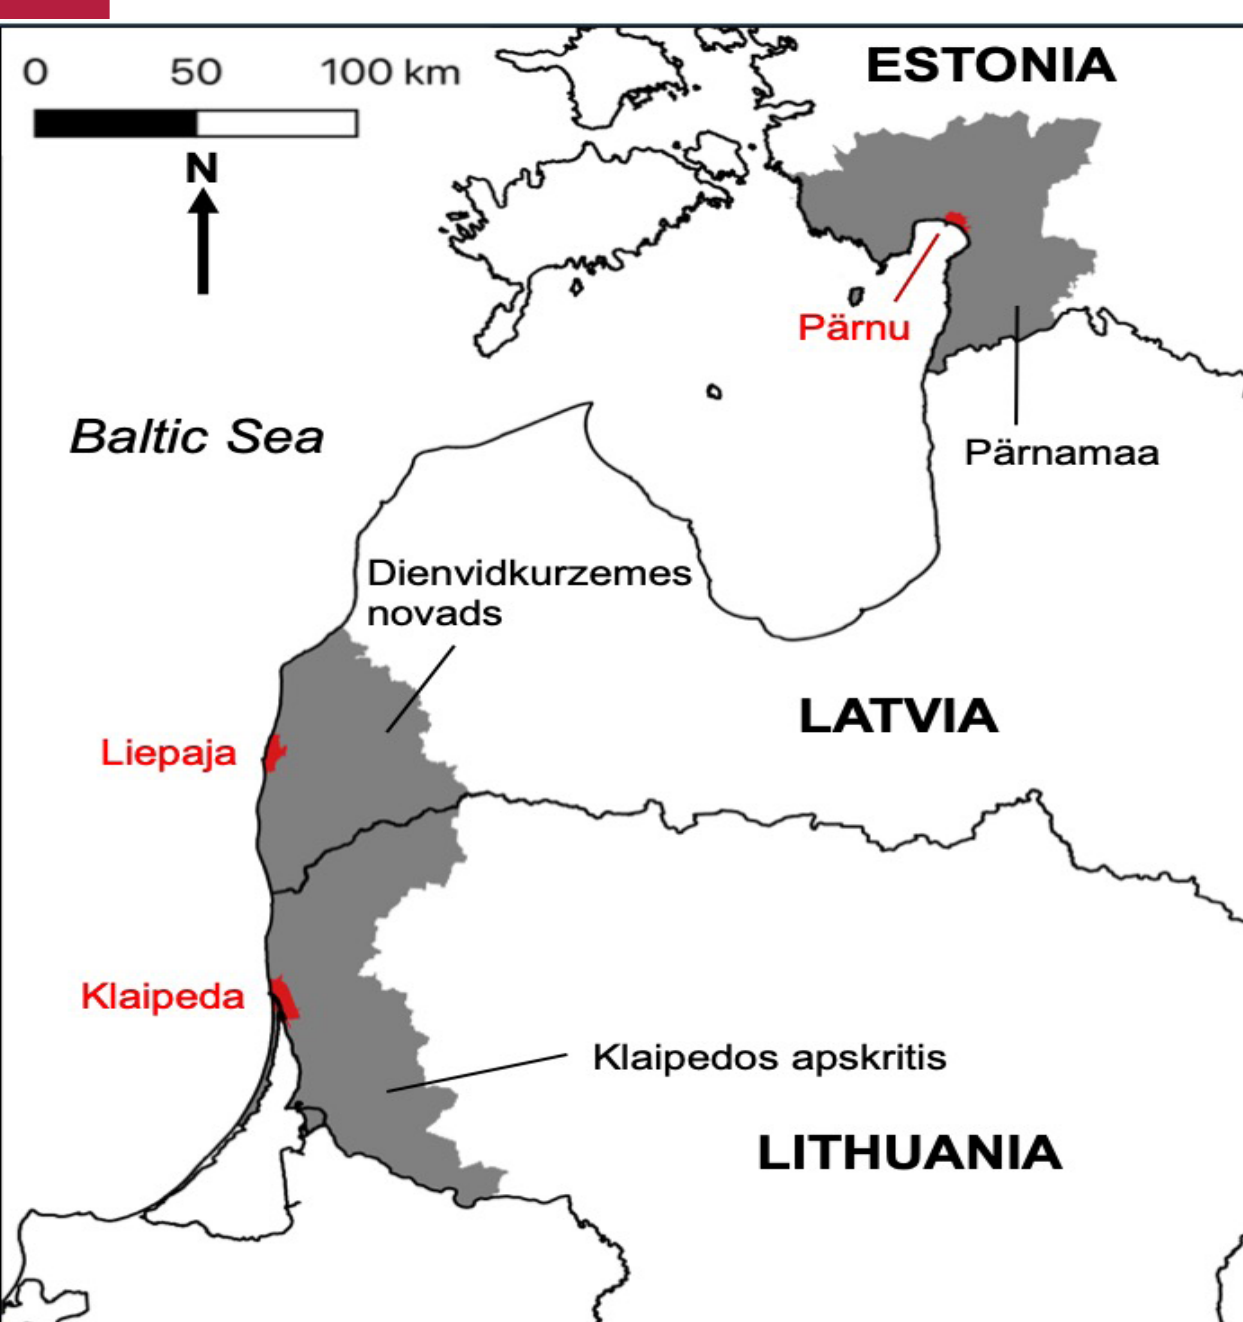 0 50 100 km
N
ESTONIA
Pärnu
Baltic Sea
Pärnamaa
Dienvidkurzemes
novads
LATVIA
Liepaja
Klaipeda
Klaipedos apskritis
LITHUANIA